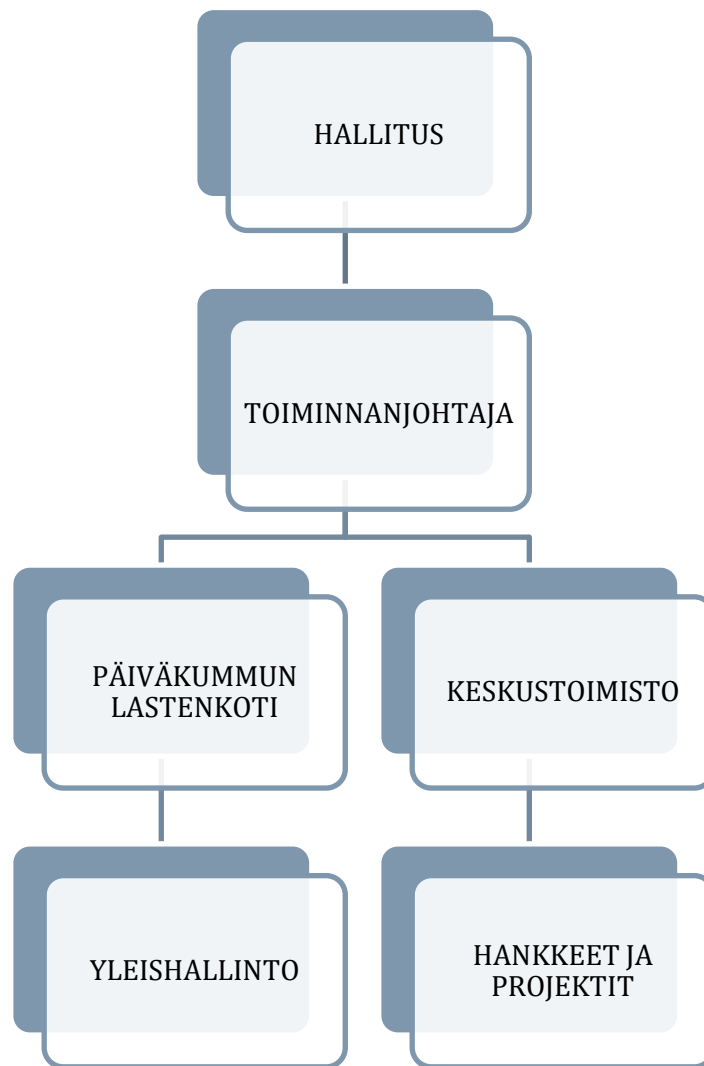 HALLITUS
TOIMINNANJOHTAJA
PÄIVÄKUMMUN
LASTENKOTI
KESKUSTOIMISTO
YLEISHALLINTO
HANKKEET JA
PROJEKTIT